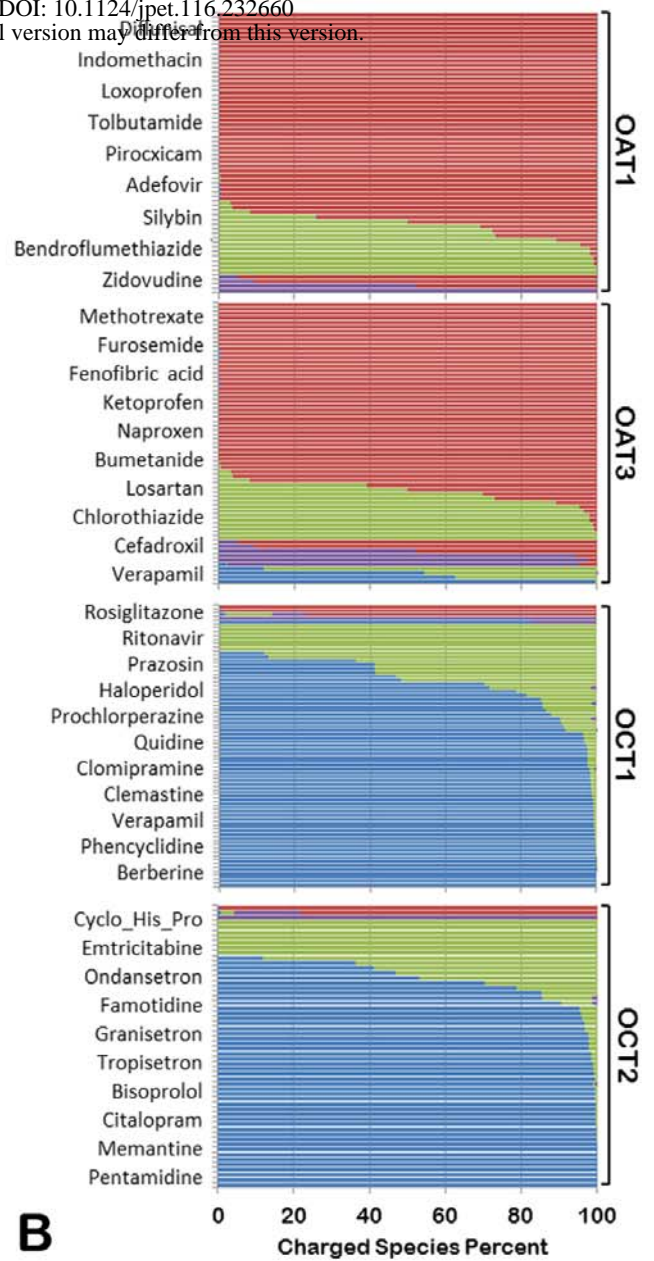 DOI: 10.1124/jpet.116.232660
l version may differ from this version.
Indomethacin
Loxoprofen
Tolbutamide
Pirocxicam
Adefovir
Silybin
Bendroflumethiazide
Zidovudine
OAT1
Methotrexate
Furosemide
Fenofibric acid
Ketoprofen
Naproxen
Bumetanide
Losartan
Chlorothiazide
Cefadroxil
Verapamil
OAT3
Rosiglitazone
Ritonavir
Prazosin
Haloperidol
Prochlorperazine
Quidine
Clomipramine
Clemastine
Verapamil
Phencyclidine
Berberine
OCT1
Cyclo_His_Pro
Emtricitabine
Ondansetron
Famotidine
Granisetron
Tropisetron
Bisoprolol
Citalopram
Memantine
Pentamidine
OCT2
0 20 40 60 80 100
Charged Species Percent
B